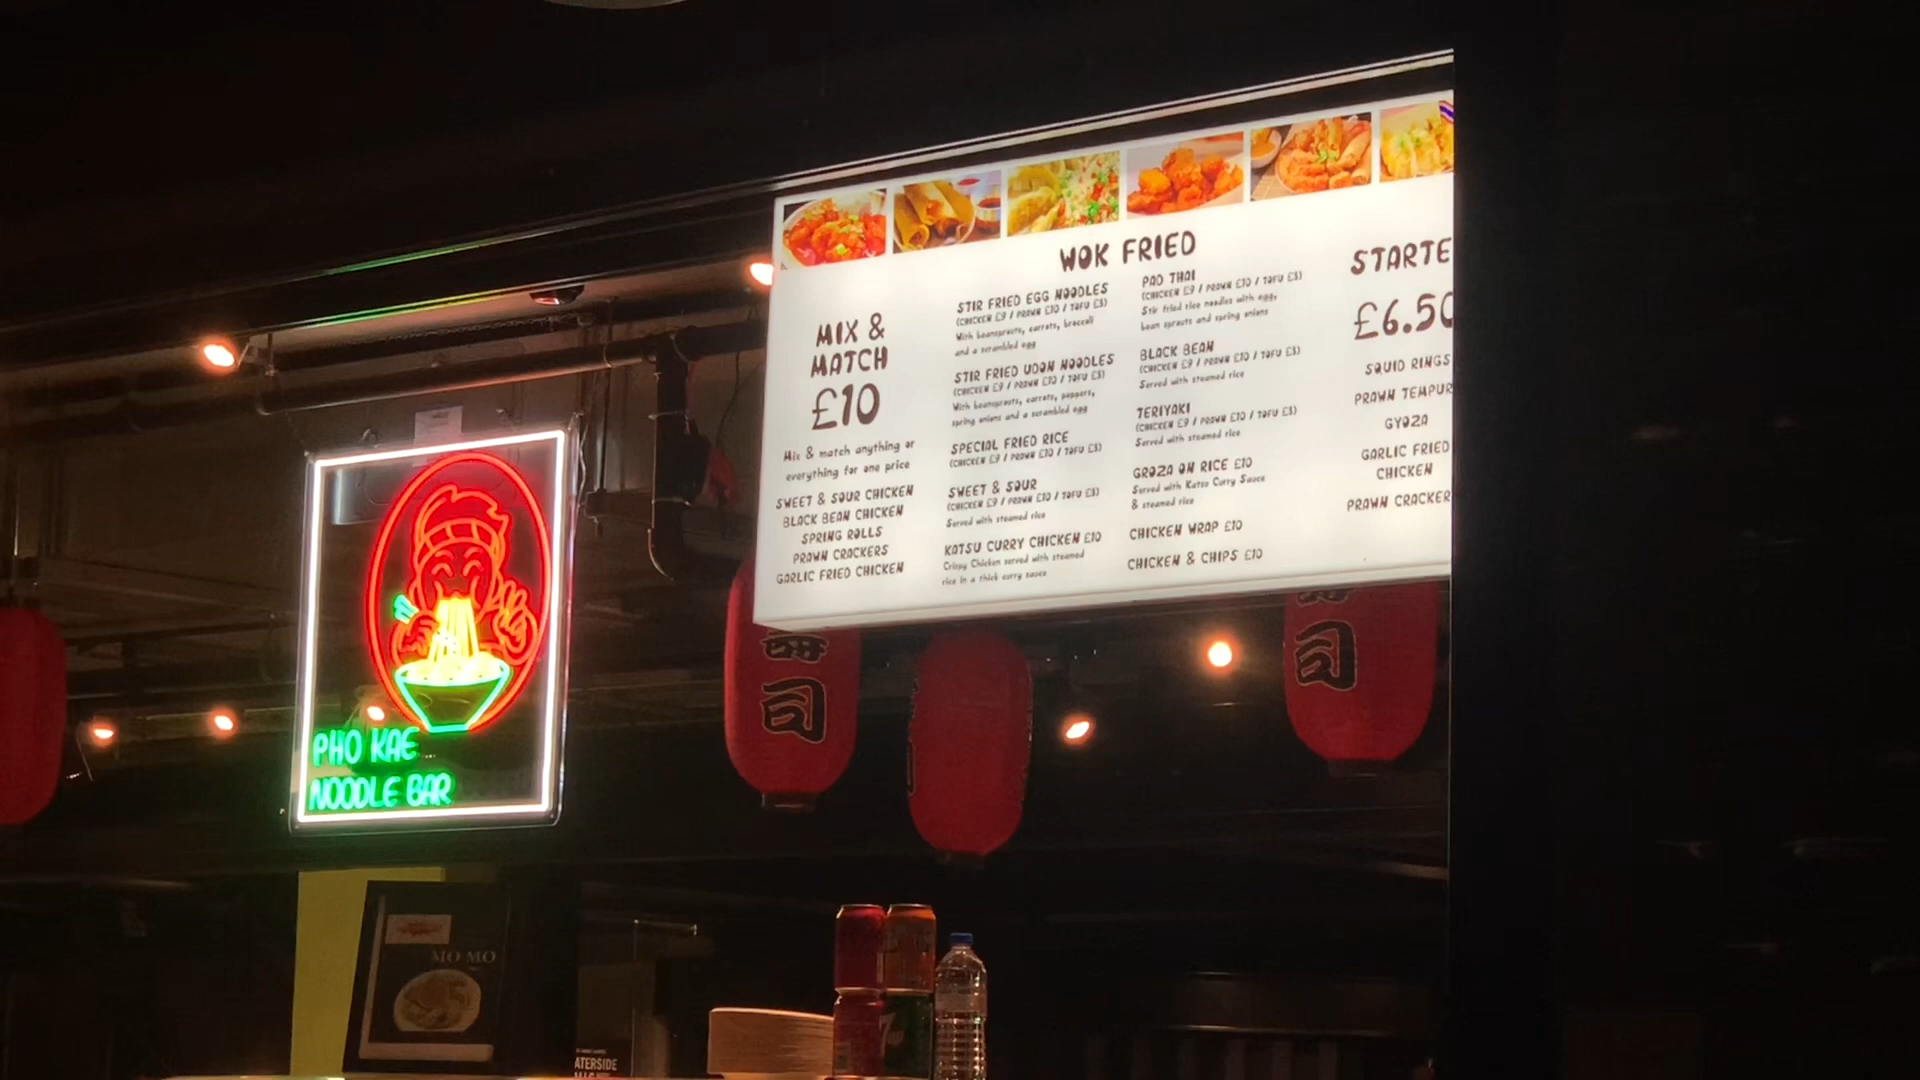 MIX &
MATCH
£10
Mix & match anything or
everything for one price
SWEET & SOUR CHICKEN
BLACK BEAN CHICKEN
SPRING ROLLS
PRAWN CRACKERS
GARLIC FRIED CHICKEN
WOK FRIED
STIR FRIED EGG NOODLES
(CHICKEN £9 / PRAWN £10 / TOFU £8)
With beansprouts, carrots, broccoli
and a scrambled egg
STIR FRIED UDON NOODLES
(CHICKEN £9 / PRAWN £10 / TOFU £8)
With beansprouts, carrots, peppers,
spring onions and a scrambled egg
SPECIAL FRIED RICE
(CHICKEN £9 / PRAWN £10 / TOFU £8)
SWEET & SOUR
(CHICKEN £9 / PRAWN £10 / TOFU £8)
Served with steamed rice
KATSU CURRY CHICKEN £10
Crispy Chicken served with steamed
rice in a thick curry sauce
PAD THAI
(CHICKEN £9 / PRAWN £10 / TOFU £8)
Stir fried rice noodles with egg,
bean sprouts and spring onions
BLACK BEAN
(CHICKEN £9 / PRAWN £10 / TOFU £8)
Served with steamed rice
TERIYAKI
(CHICKEN £9 / PRAWN £10 / TOFU £8)
Served with steamed rice
GYOZA ON RICE £10
Served with Katsu Curry Sauce
& steamed rice
CHICKEN WRAP £10
CHICKEN & CHIPS £10
STARTE
£6.50
SQUID RINGS
PRAWN TEMPUR
GYOZA
GARLIC FRIED
CHICKEN
PRAWN CRACKER
PHO KAE
NOODLE BAR
寿司
寿司
MO MO
ATERSIDE